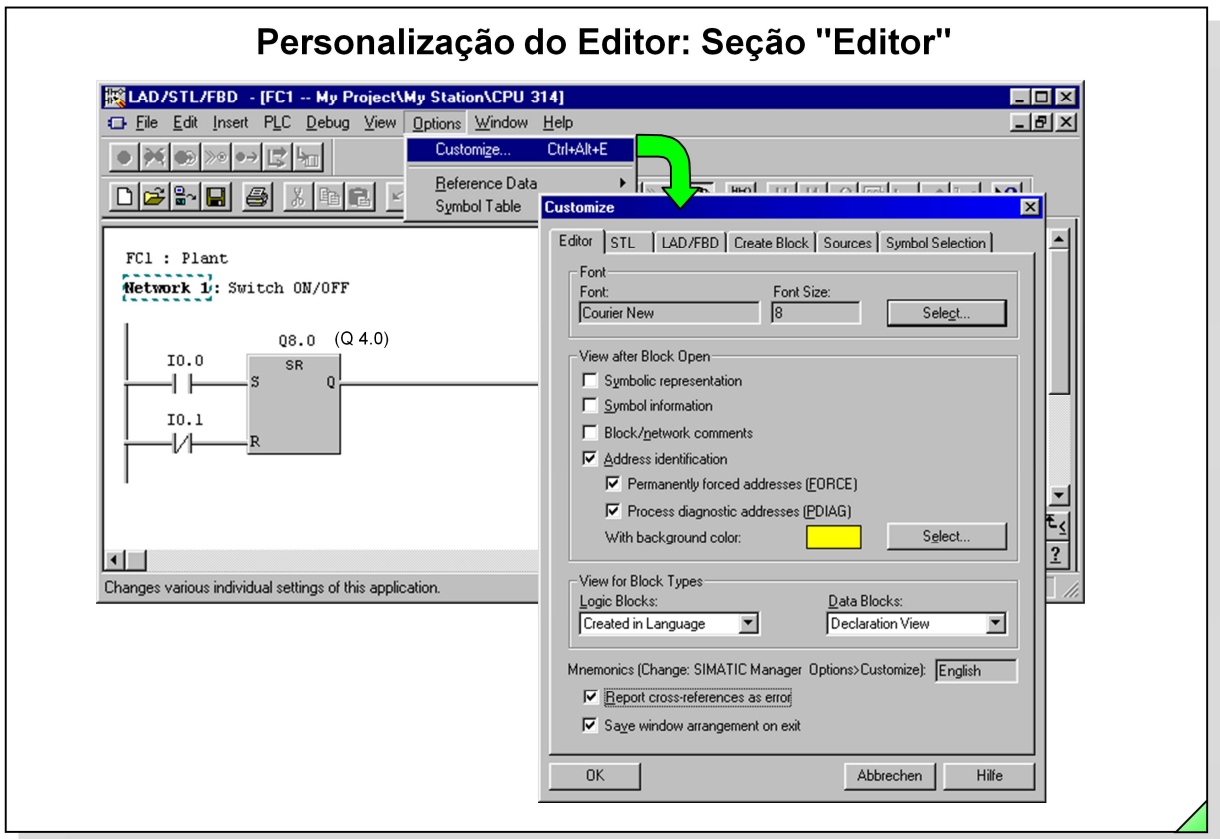 Personalização do Editor: Seção "Editor"
LAD/STL/FBD - [FC1 -- My Project\My Station\CPU 314]
File Edit Insert PLC Debug View Options Window Help
Customize... Ctrl+Alt+E
Reference Data
Symbol Table
Customize
Editor STL LAD/FBD Create Block Sources Symbol Selection
FC1 : Plant
Network 1: Switch ON/OFF
Q8.0 (Q 4.0)
I0.0 SR
S Q
I0.1
R
Font
Font: Font Size:
Courier New 8 Select...
View after Block Open
Symbolic representation
Symbol information
Block/network comments
Address identification
Permanently forced addresses (FORCE)
Process diagnostic addresses (PDIAG)
With background color: Select...
View for Block Types
Logic Blocks: Data Blocks:
Created in Language Declaration View
Mnemonics (Change: SIMATIC Manager Options>Customize): English
Report cross-references as error
Save window arrangement on exit
OK Abbrechen Hilfe
Changes various individual settings of this application.